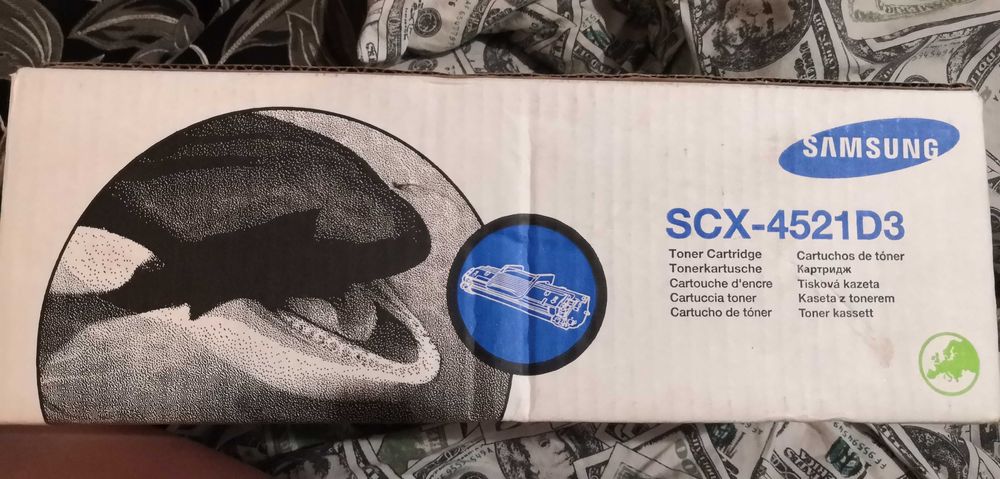 SAMSUNG
SCX-4521D3
Toner Cartridge
Tonerkartusche
Cartouche d'encre
Cartuccia toner
Cartucho de tóner
Cartuchos de tóner
Картридж
Tisková kazeta
Kaseta z tonerem
Toner kassett